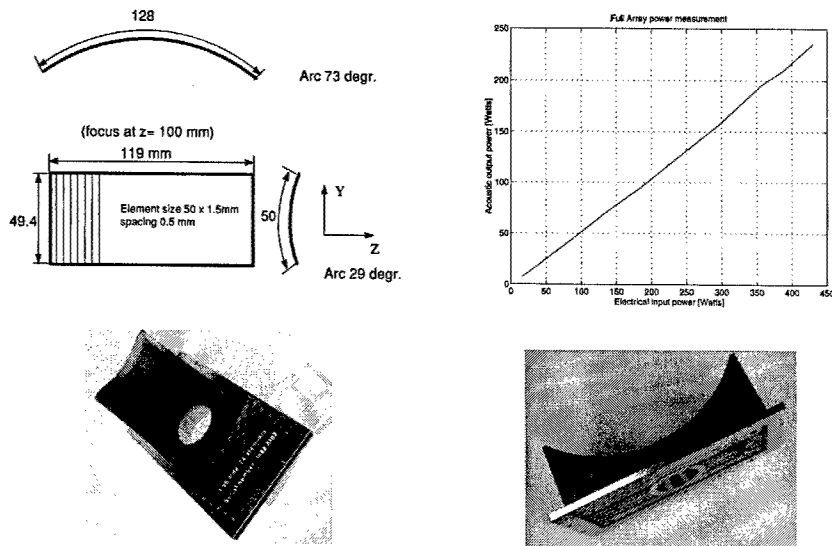 128
Arc 73 degr.
(focus at z= 100 mm)
119 mm
49.4
Element size 50 x 1.5mm
spacing 0.5 mm
50
Y
Z
Arc 29 degr.
Full Array power measurement
Acoustic output power [Watts]
250
200
150
100
50
0
0 50 100 150 200 250 300 350 400 450
Electrical input power [Watts]